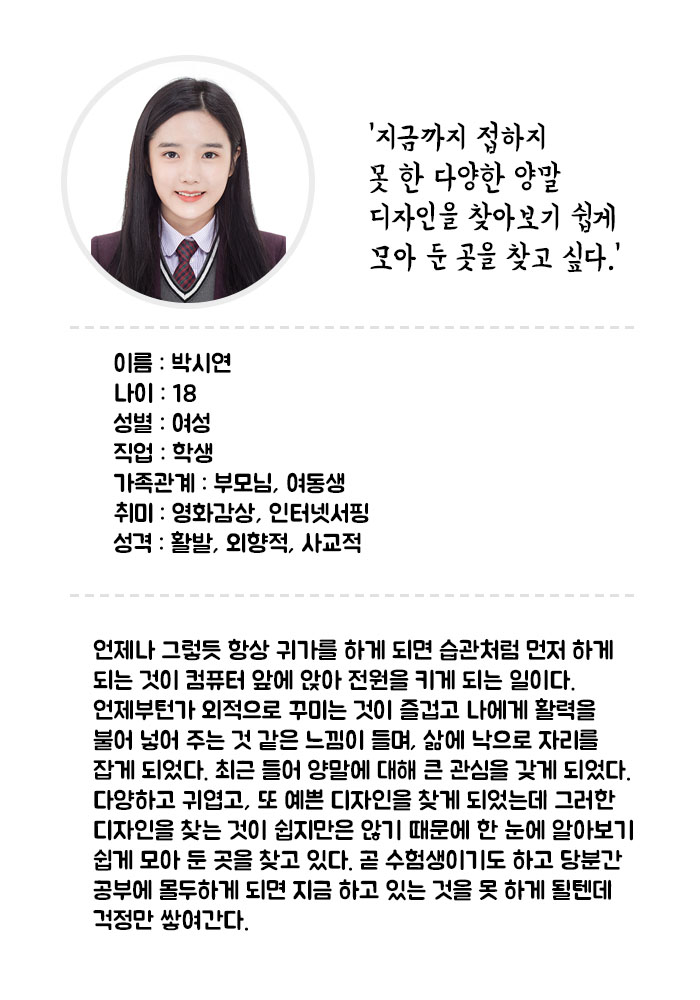 '지금까지 접하지
못 한 다양한 양말
디자인을 찾아보기 쉽게
모아 둔 곳을 찾고 싶다.'
이름 : 박시연
나이 : 18
성별 : 여성
직업 : 학생
가족관계 : 부모님, 여동생
취미 : 영화감상, 인터넷서핑
성격 : 활발, 외향적, 사교적
언제나 그렇듯 항상 귀가를 하게 되면 습관처럼 먼저 하게
되는 것이 컴퓨터 앞에 앉아 전원을 키게 되는 일이다.
언제부턴가 외적으로 꾸미는 것이 즐겁고 나에게 활력을
불어 넣어 주는 것 같은 느낌이 들며, 삶에 낙으로 자리를
잡게 되었다. 최근 들어 양말에 대해 큰 관심을 갖게 되었다.
다양하고 귀엽고, 또 예쁜 디자인을 찾게 되었는데 그러한
디자인을 찾는 것이 쉽지만은 않기 때문에 한 눈에 알아보기
쉽게 모아 둔 곳을 찾고 있다. 곧 수험생이기도 하고 당분간
공부에 몰두하게 되면 지금 하고 있는 것을 못 하게 될텐데
걱정만 쌓여간다.